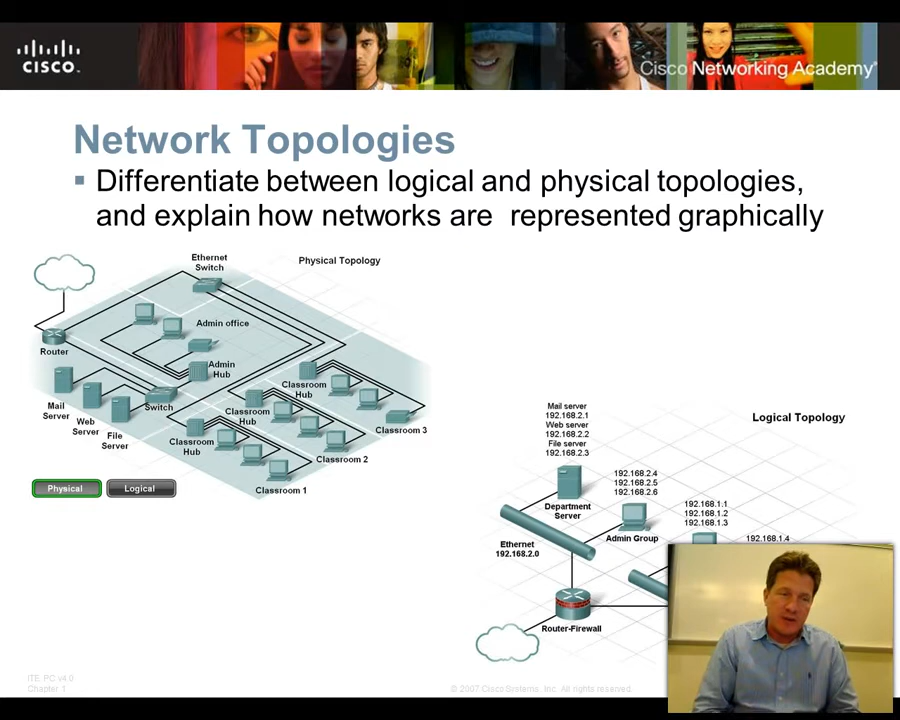 CISCO
Cisco Networking Academy®
Network Topologies
Differentiate between logical and physical topologies,
and explain how networks are represented graphically
Ethernet
Switch
Physical Topology
Admin office
Router
Admin
Hub
Mail
Server
Web
Server
File
Server
Switch
Classroom
Hub
Classroom
Hub
Classroom
Hub
Classroom 3
Classroom 2
Classroom 1
Physical
Logical
Mail server
192.168.2.1
Web server
192.168.2.2
File server
192.168.2.3
Logical Topology
192.168.2.4
192.168.2.5
192.168.2.6
Department
Server
192.168.1.1
192.168.1.2
192.168.1.3
Admin Group
192.168.1.4
Ethernet
192.168.2.0
Router-Firewall
ITE PC v4.0
Chapter 1
© 2007 Cisco Systems, Inc. All rights reserved.